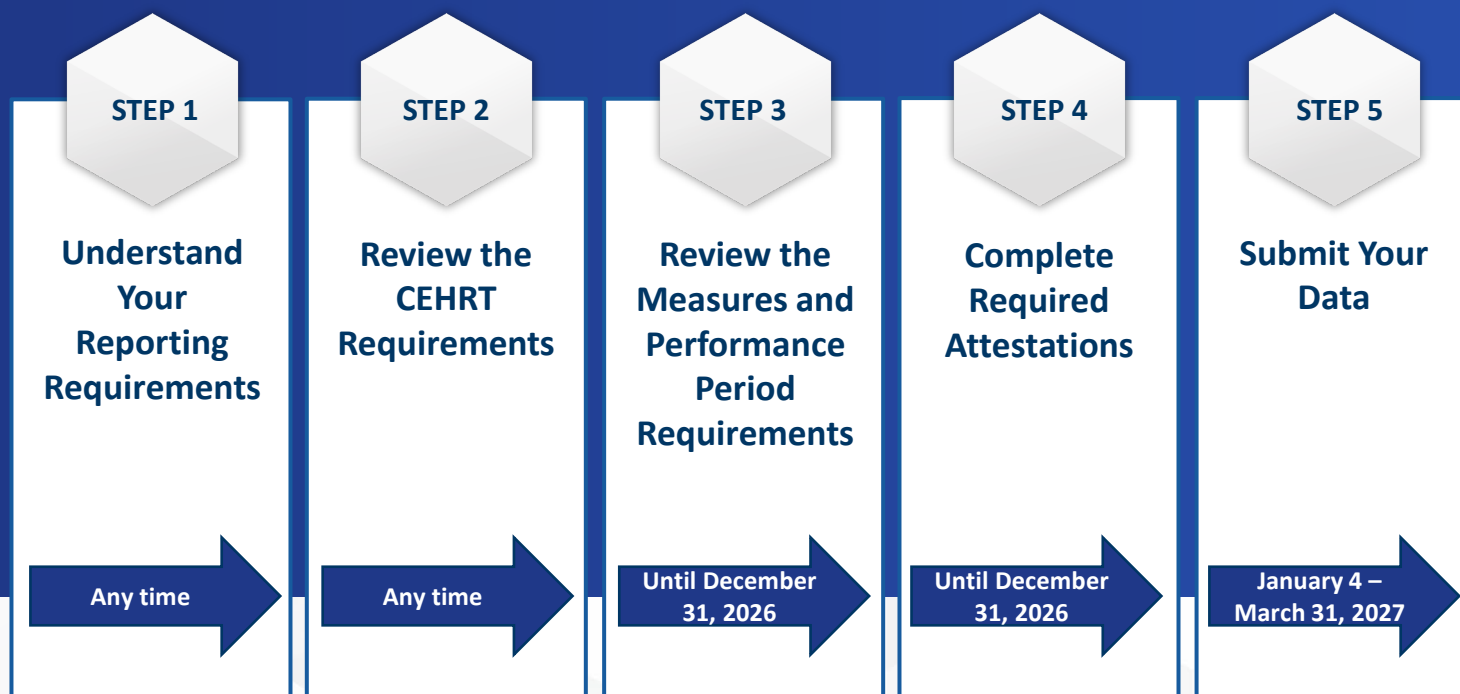 STEP 1
Understand
Your
Reporting
Requirements
Any time
STEP 2
Review the
CEHRT
Requirements
Any time
STEP 3
Review the
Measures and
Performance
Period
Requirements
Until December
31, 2026
STEP 4
Complete
Required
Attestations
Until December
31, 2026
STEP 5
Submit Your
Data
January 4 –
March 31, 2027